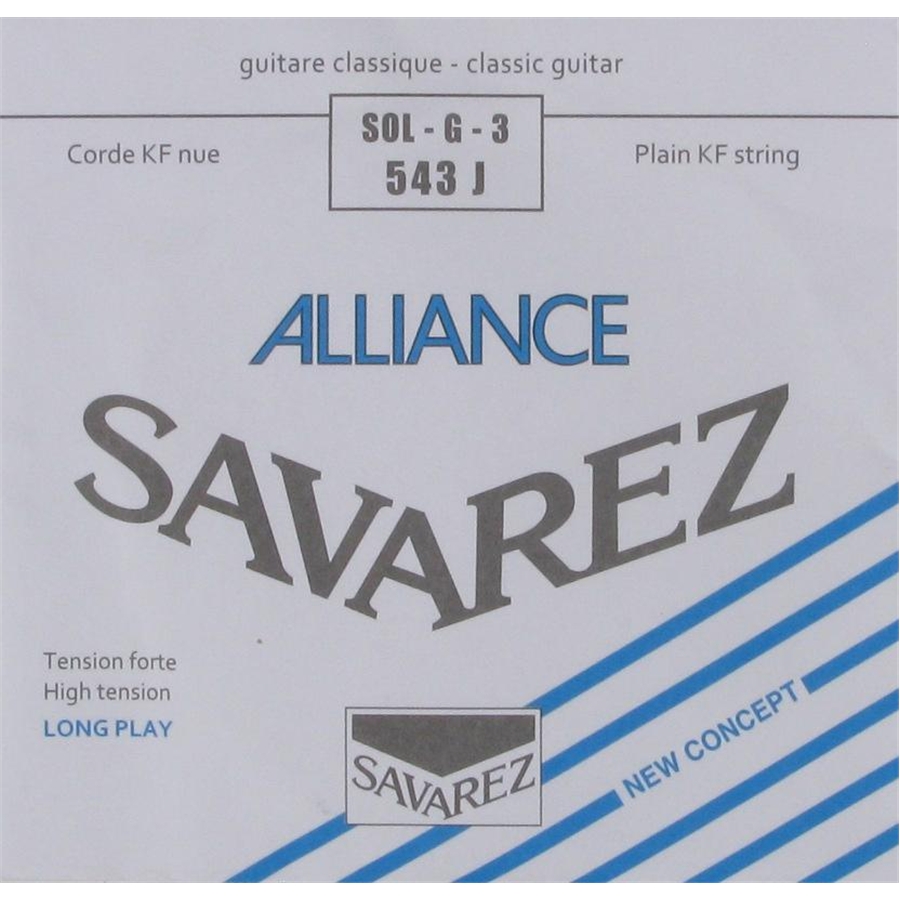 guitare classique - classic guitar
SOL - G - 3
543 J
Corde KF nue
Plain KF string
ALLIANCE
SAVAREZ
Tension forte
High tension
LONG PLAY
NEW CONCEPT
SAVAREZ